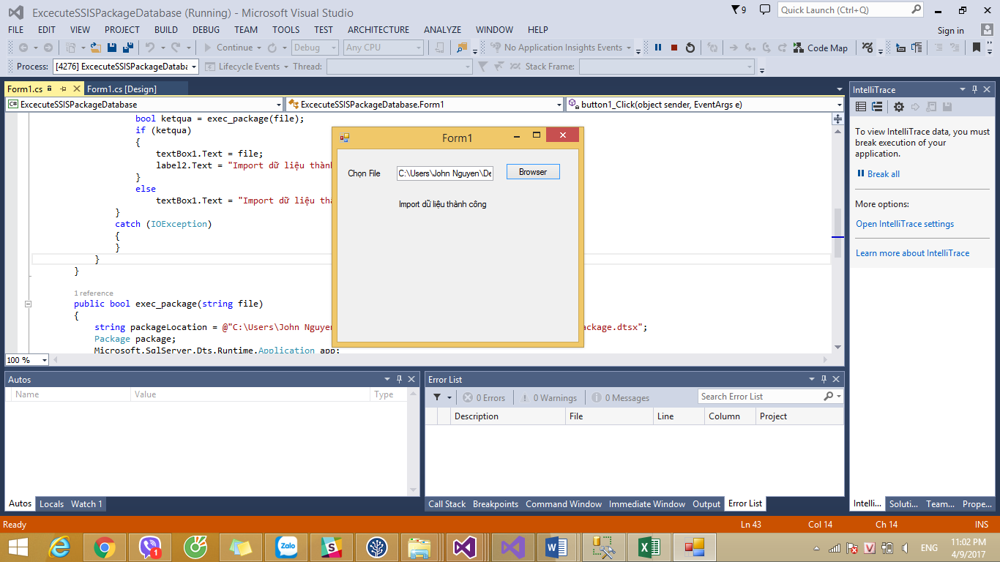 ExcecuteSSISPackageDatabase (Running) - Microsoft Visual Studio
9
Quick Launch (Ctrl+Q)
FILE EDIT VIEW PROJECT BUILD DEBUG TEAM TOOLS TEST ARCHITECTURE ANALYZE WINDOW HELP
Sign in
Continue Debug Any CPU No Application Insights Events Code Map
Process: [4276] ExcecuteSSISPackageDataba Lifecycle Events Thread: Stack Frame:
Form1.cs Form1.cs [Design]
C# ExcecuteSSISPackageDatabase ExcecuteSSISPackageDatabase.Form1 button1_Click(object sender, EventArgs e)
bool ketqua = exec_package(file);
if (ketqua)
{
textBox1.Text = file;
label2.Text = "Import dữ liệu thành
}
else
textBox1.Text = "Import dữ liệu thà
}
catch (IOException)
{
}
}
}
1 reference
public bool exec_package(string file)
{
string packageLocation = @"C:\Users\John Nguyen
ackage.dtsx";
Package package;
Microsoft.SqlServer.Dts.Runtime.Application app;
100 %
Form1
Chọn File C:\Users\John Nguyen\De Browser
Import dữ liệu thành công
IntelliTrace
To view IntelliTrace data, you must
break execution of your
application.
Break all
More options:
Open IntelliTrace settings
Learn more about IntelliTrace
Autos
Name Value Type
Autos Locals Watch 1
Error List
0 Errors 0 Warnings 0 Messages Search Error List
Description File Line Column Project
Call Stack Breakpoints Command Window Immediate Window Output Error List
Intelli... Soluti... Team... Prope...
Ready Ln 43 Col 14 Ch 14 INS
1
Zalo
ENG
11:02 PM
4/9/2017